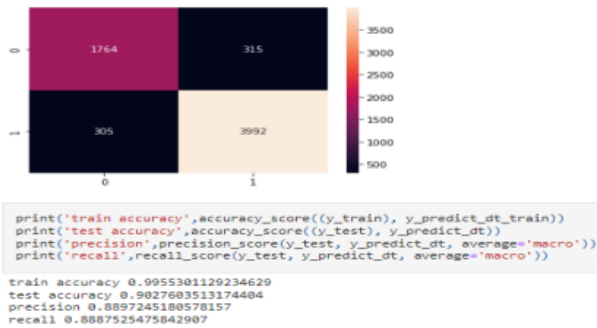 0
1764
315
1
305
3992
0
1
3500
3000
2500
2000
1500
1000
500
print('train accuracy',accuracy_score((y_train), y_predict_dt_train))
print('test accuracy',accuracy_score((y_test), y_predict_dt))
print('precision',precision_score(y_test, y_predict_dt, average='macro'))
print('recall',recall_score(y_test, y_predict_dt, average='macro'))
train accuracy 0.9955301129234629
test accuracy 0.9027603513174404
precision 0.8897245180578157
recall 0.8887525475842907